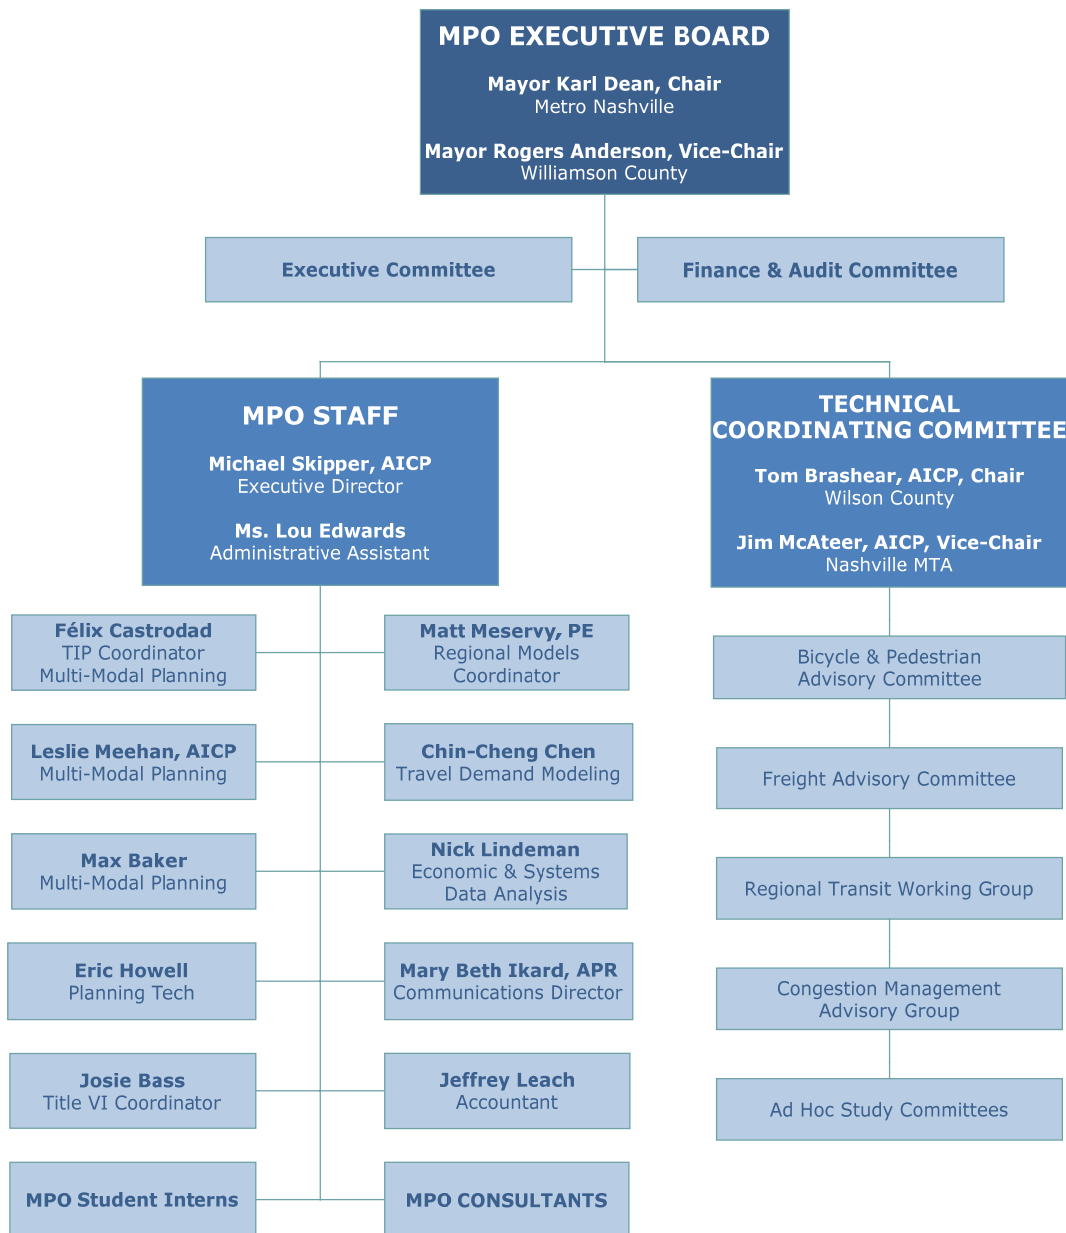 MPO EXECUTIVE BOARD
Mayor Karl Dean, Chair
Metro Nashville
Mayor Rogers Anderson, Vice-Chair
Williamson County
Executive Committee
Finance & Audit Committee
MPO STAFF
Michael Skipper, AICP
Executive Director
Ms. Lou Edwards
Administrative Assistant
TECHNICAL
COORDINATING COMMITTEE
Tom Brashear, AICP, Chair
Wilson County
Jim McAteer, AICP, Vice-Chair
Nashville MTA
Félix Castrodad
TIP Coordinator
Multi-Modal Planning
Matt Meservy, PE
Regional Models
Coordinator
Leslie Meehan, AICP
Multi-Modal Planning
Chin-Cheng Chen
Travel Demand Modeling
Max Baker
Multi-Modal Planning
Nick Lindeman
Economic & Systems
Data Analysis
Eric Howell
Planning Tech
Mary Beth Ikard, APR
Communications Director
Josie Bass
Title VI Coordinator
Jeffrey Leach
Accountant
MPO Student Interns
MPO CONSULTANTS
Bicycle & Pedestrian
Advisory Committee
Freight Advisory Committee
Regional Transit Working Group
Congestion Management
Advisory Group
Ad Hoc Study Committees